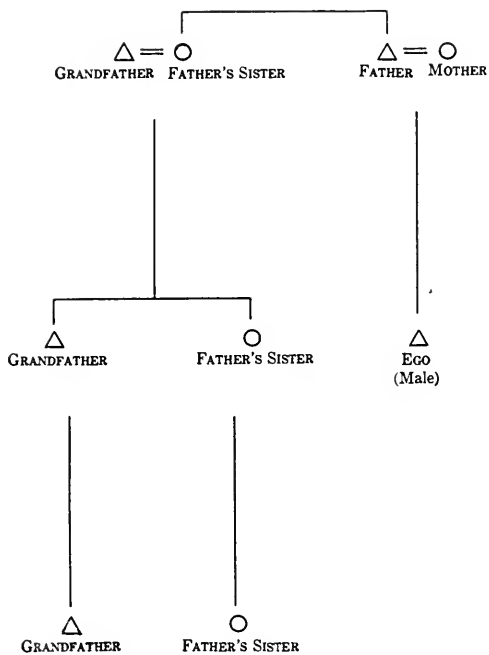 GRANDFATHER FATHER'S SISTER FATHER MOTHER
GRANDFATHER FATHER'S SISTER EGO
(Male)
GRANDFATHER FATHER'S SISTER